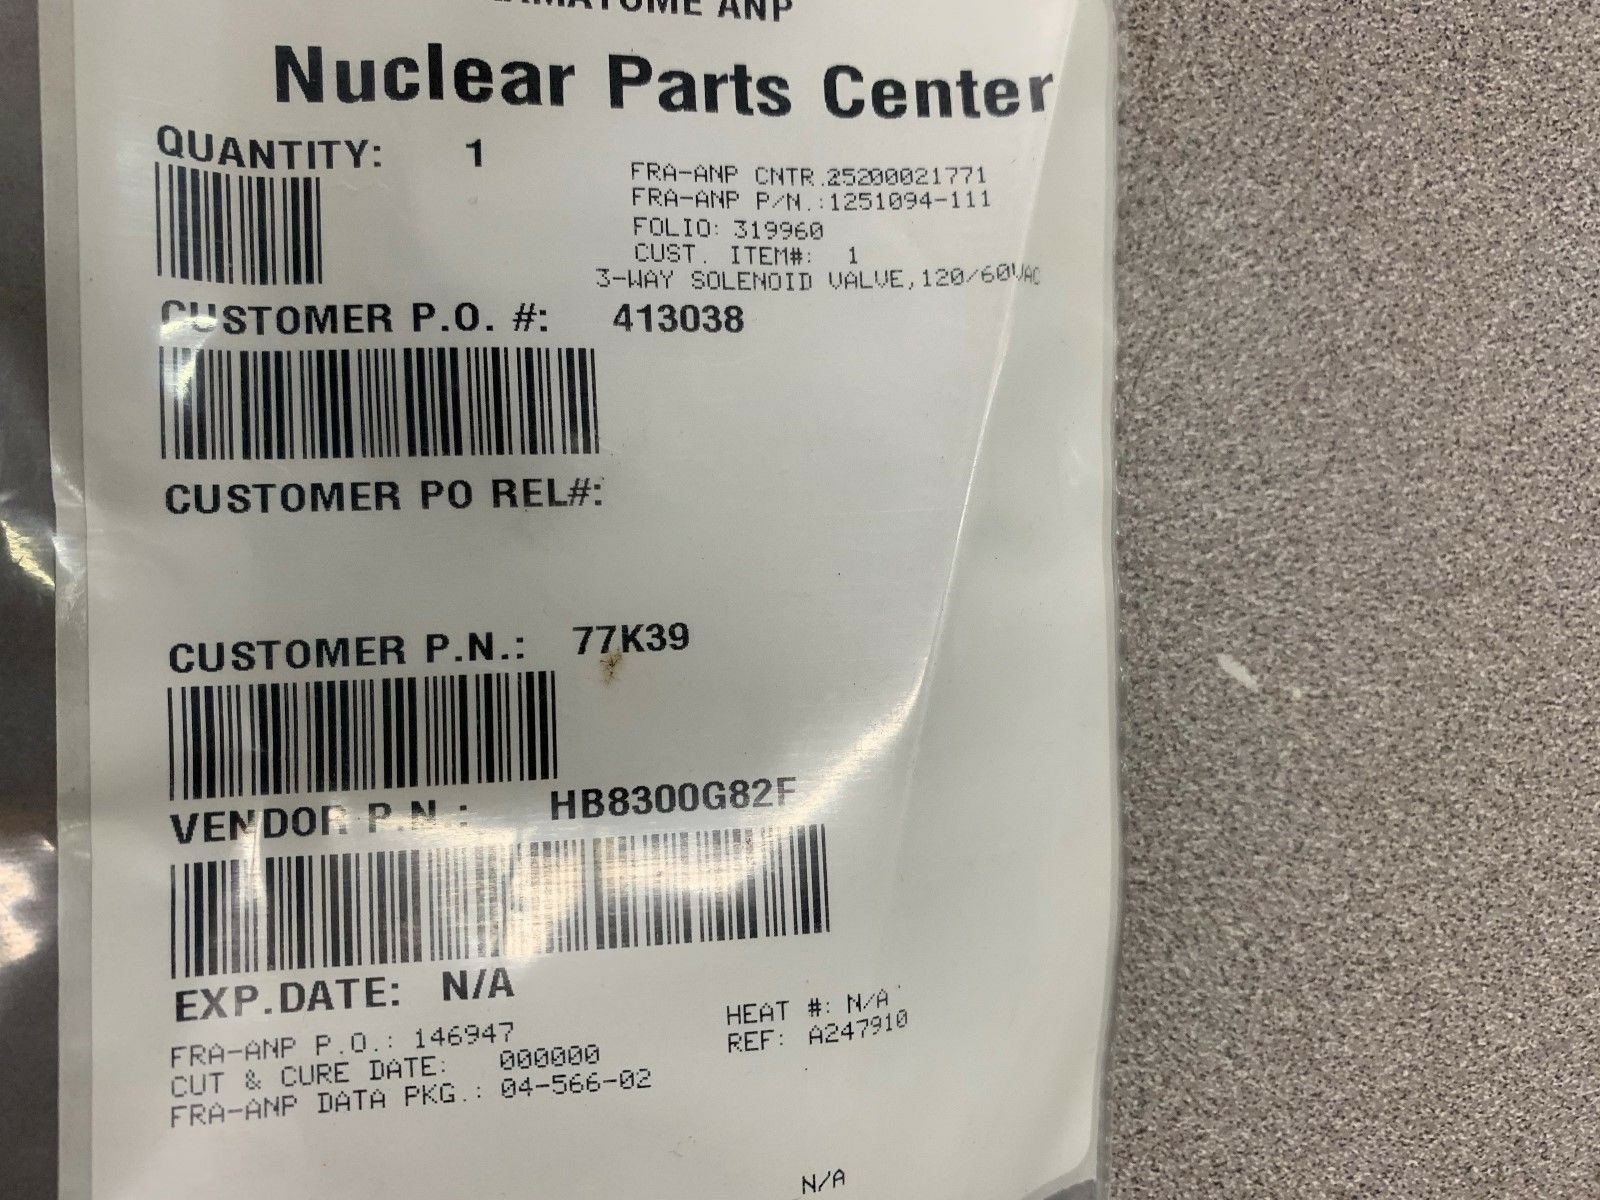 ANP
Nuclear Parts Center
QUANTITY: 1
FRA-ANP CNTR.25200021771
FRA-ANP P/N.:1251094-111
FOLIO: 319960
CUST. ITEM#: 1
3-WAY SOLENOID VALVE,120/60VAC
CUSTOMER P.O. #: 413038
CUSTOMER PO REL#:
CUSTOMER P.N.: 77K39
VENDOR P.N.: HB8300G82F
EXP.DATE: N/A
HEAT #: N/A
REF: A247910
FRA-ANP P.O.: 146947
CUT & CURE DATE: 000000
FRA-ANP DATA PKG.: 04-566-02
N/A